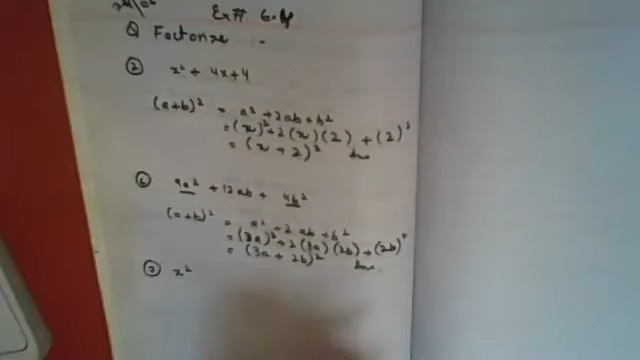 Ex# 6.4
Q Factorize -
② x² + 4x+4
(a+b)² = a² +2ab+b²
= (x)²+2(x)(2) + (2)²
= (x + 2)² Ans
⑥ 9a² + 12ab + 4b²
(a+b)² = a² +2ab+b²
= (3a)²+2(3a)(2b)+(2b)²
= (3a + 2b)² Ans.
⑦ x²